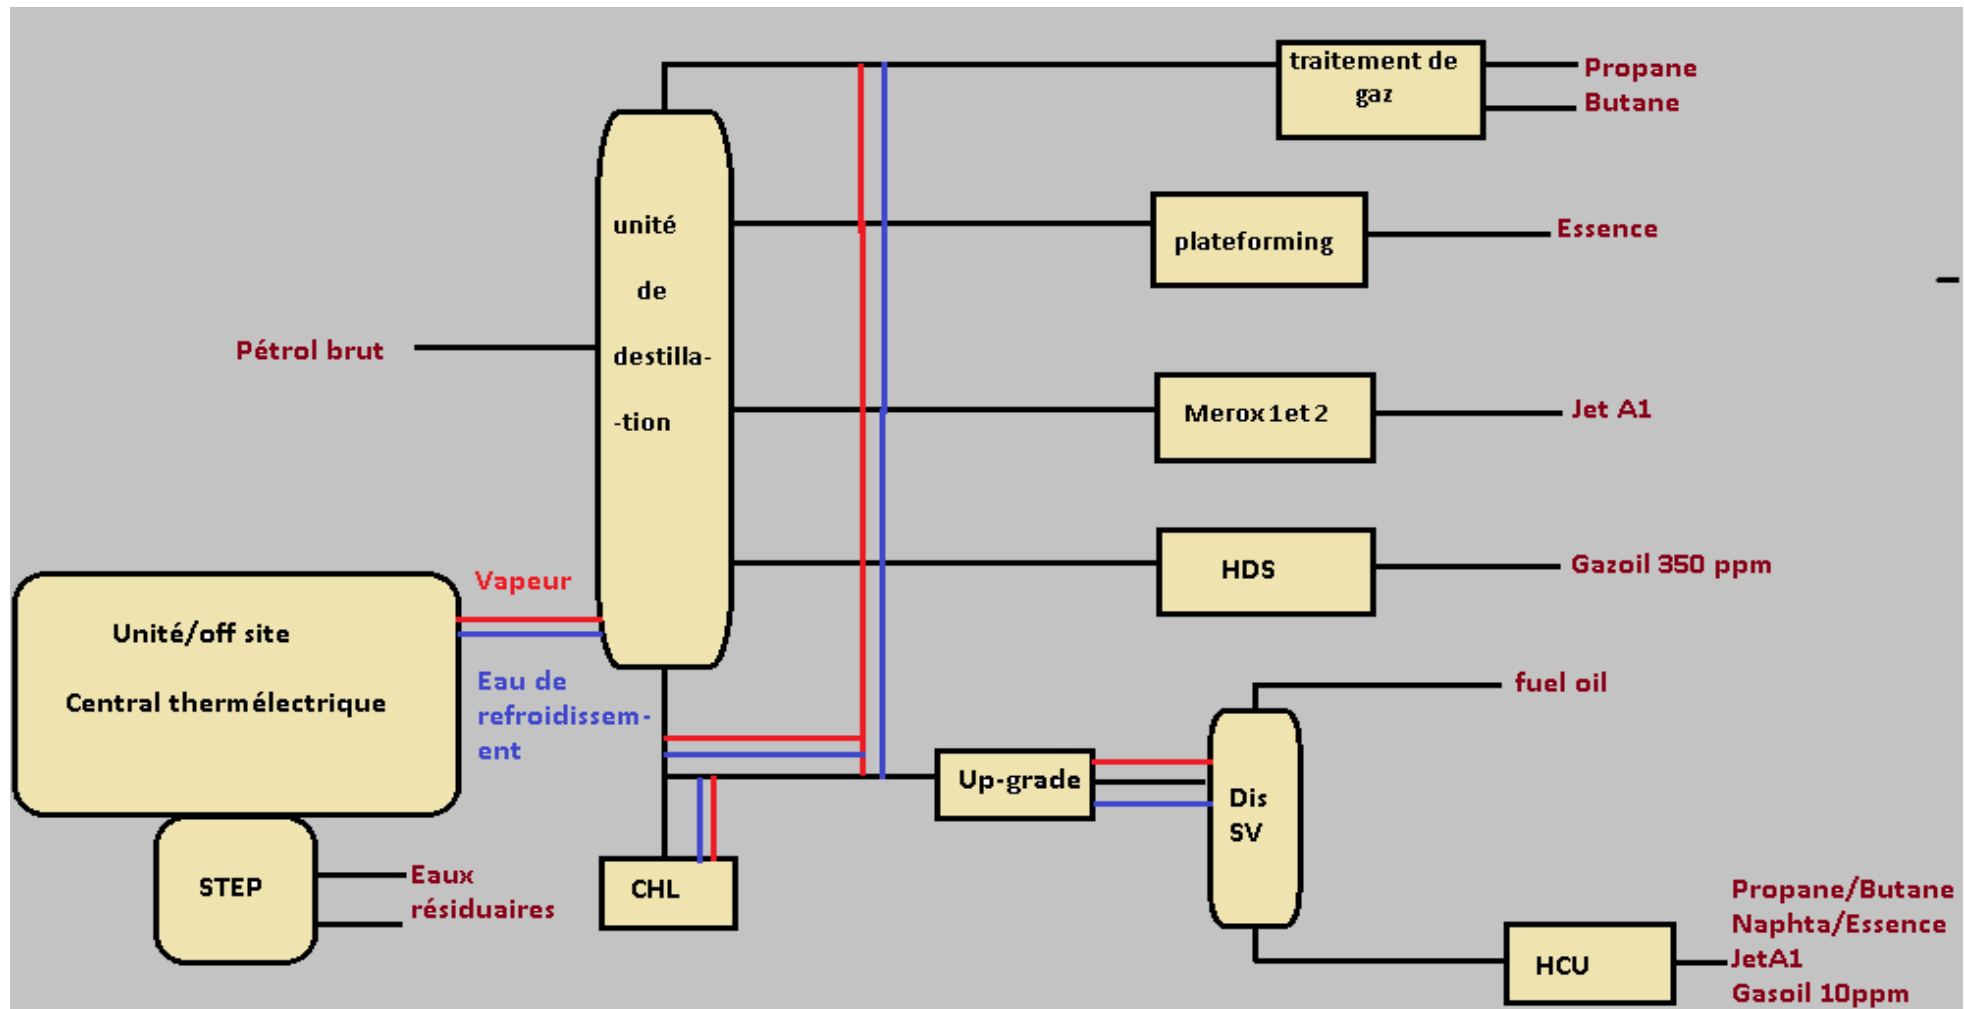 traitement de
gaz
Propane
Butane
unité
de
destilla-
-tion
plateforming
Essence
Pétrol brut
Merox 1 et 2
Jet A1
HDS
Gazoil 350 ppm
Vapeur
Unité/off site
Central thermélectrique
Eau de
refroidissem-
ent
fuel oil
Up-grade
Dis
SV
STEP
Eaux
résiduaires
CHL
HCU
Propane/Butane
Naphta/Essence
JetA1
Gasoil 10ppm